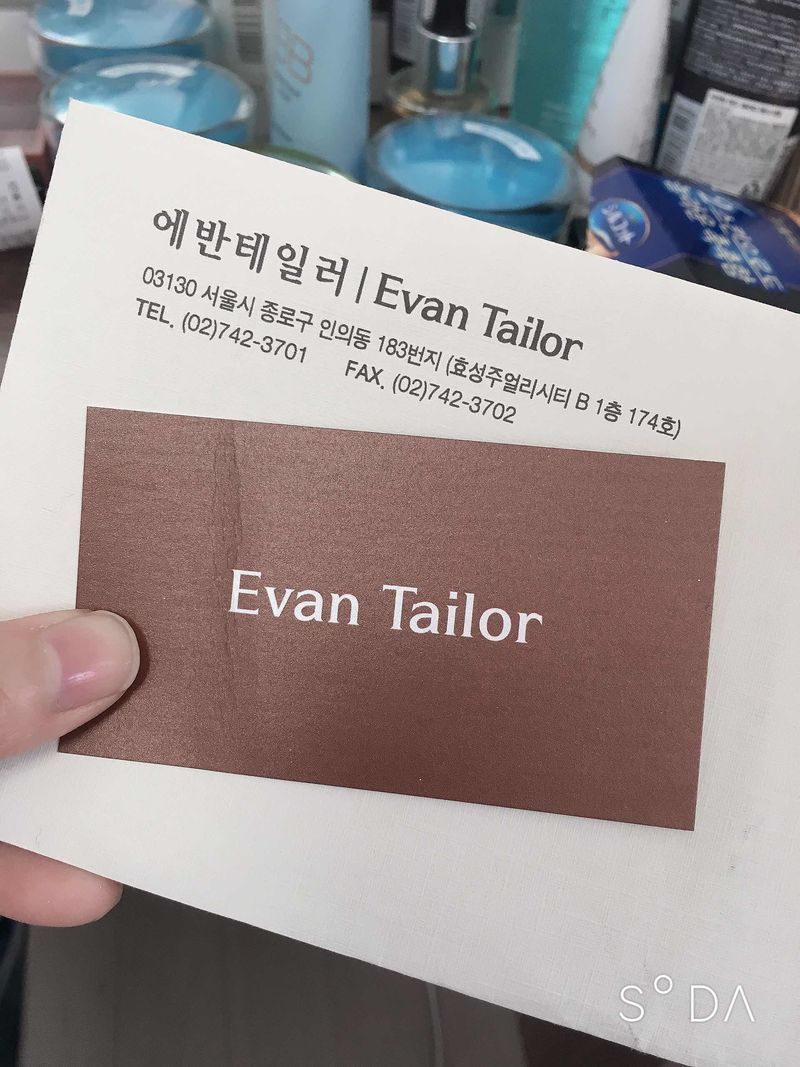 에반테일러 | Evan Tailor
03130 서울시 종로구 인의동 183번지 (효성주얼리시티 B 1층 174호)
TEL. (02)742-3701 FAX. (02)742-3702
Evan Tailor
SODA